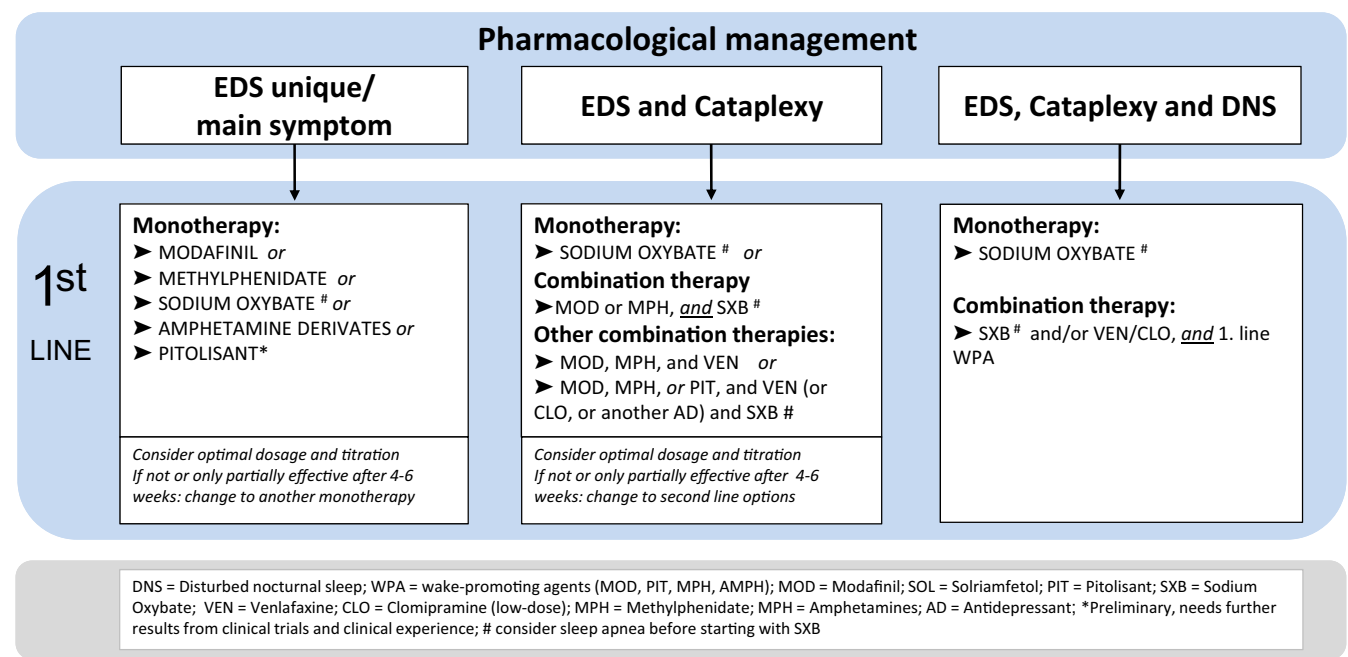 Pharmacological management
EDS unique/
main symptom
EDS and Cataplexy
EDS, Cataplexy and DNS
1st
LINE
Monotherapy:
➤ MODAFINIL or
➤ METHYLPHENIDATE or
➤ SODIUM OXYBATE # or
➤ AMPHETAMINE DERIVATES or
➤ PITOLISANT*
Consider optimal dosage and titration
If not or only partially effective after 4-6
weeks: change to another monotherapy
Monotherapy:
➤ SODIUM OXYBATE # or
Combination therapy
➤MOD or MPH, and SXB #
Other combination therapies:
➤ MOD, MPH, and VEN or
➤ MOD, MPH, or PIT, and VEN (or
CLO, or another AD) and SXB #
Consider optimal dosage and titration
If not or only partially effective after 4-6
weeks: change to second line options
Monotherapy:
➤ SODIUM OXYBATE #
Combination therapy:
➤ SXB # and/or VEN/CLO, and 1. line
WPA
DNS = Disturbed nocturnal sleep; WPA = wake-promoting agents (MOD, PIT, MPH, AMPH); MOD = Modafinil; SOL = Solriamfetol; PIT = Pitolisant; SXB = Sodium
Oxybate; VEN = Venlafaxine; CLO = Clomipramine (low-dose); MPH = Methylphenidate; MPH = Amphetamines; AD = Antidepressant; *Preliminary, needs further
results from clinical trials and clinical experience; # consider sleep apnea before starting with SXB